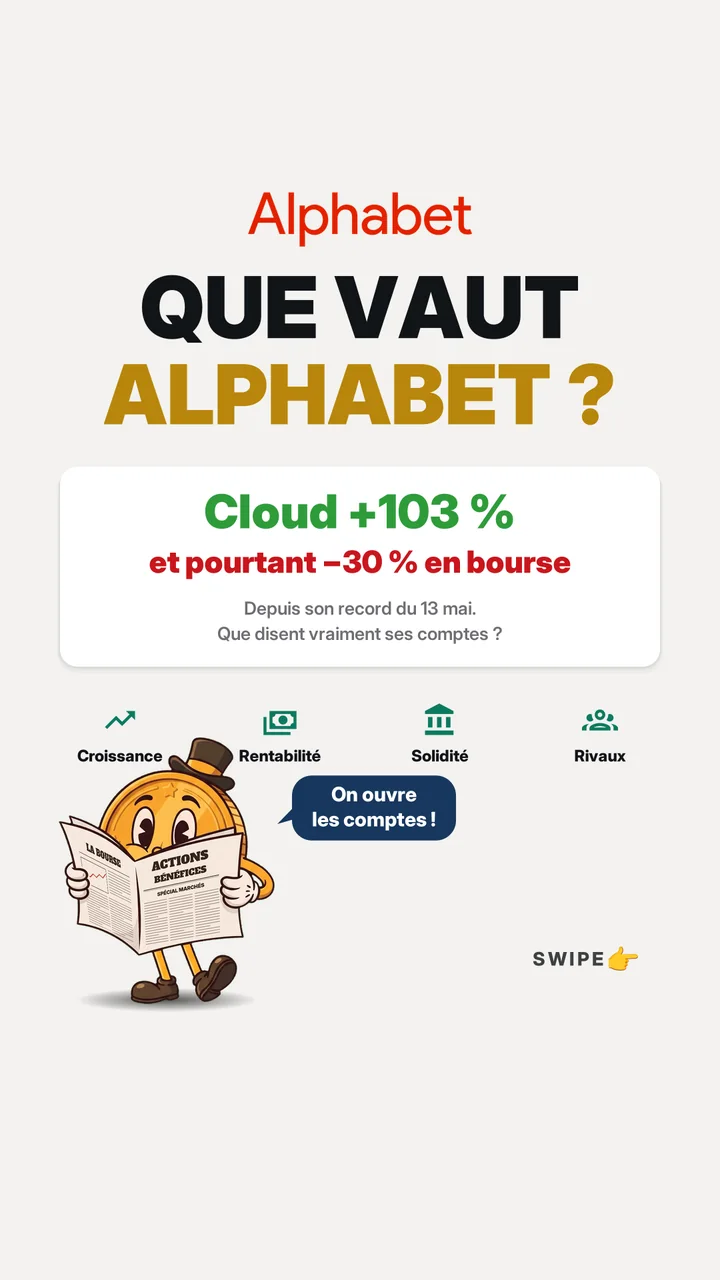 Alphabet
QUE VAUT
ALPHABET ?
Cloud +103 %
et pourtant –30 % en bourse
Depuis son record du 13 mai.
Que disent vraiment ses comptes ?
Croissance
Rentabilité
Solidité
Rivaux
On ouvre
les comptes !
LA BOURSE
ACTIONS
BÉNÉFICES
SPÉCIAL MARCHÉS
SWIPE👉